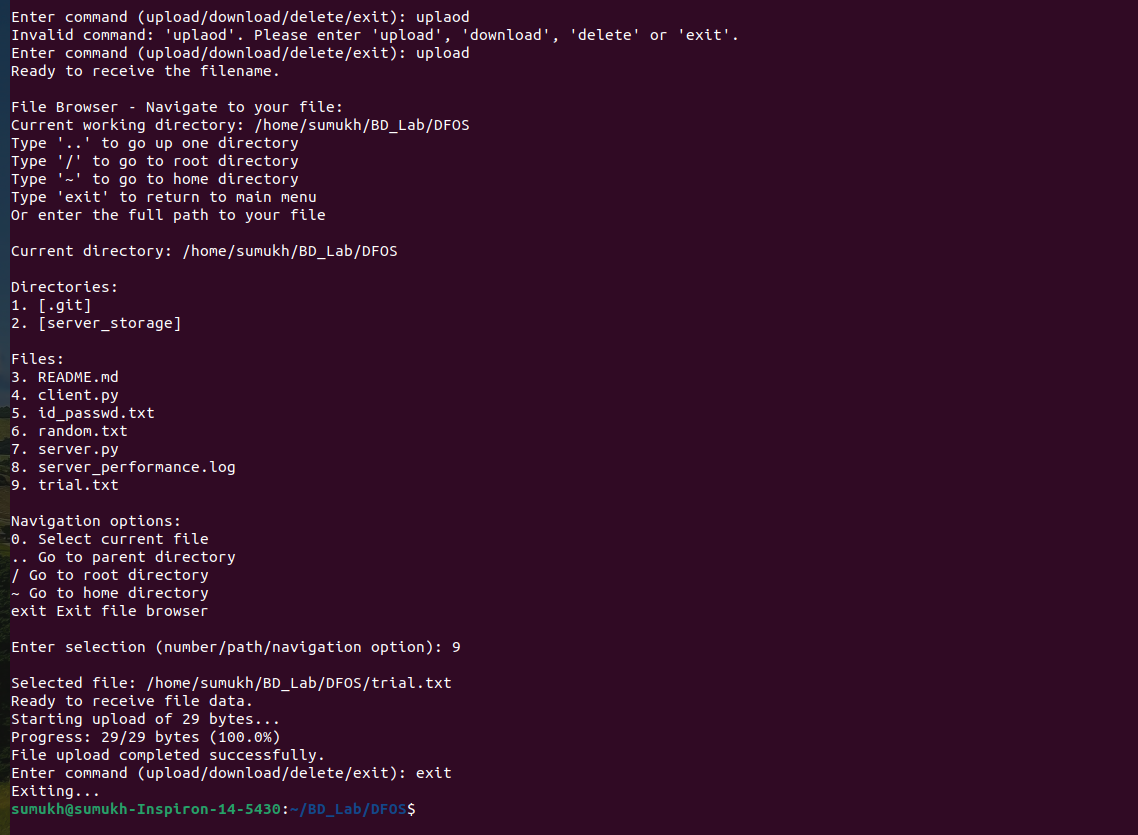 Enter command (upload/download/delete/exit): uplaod
Invalid command: 'uplaod'. Please enter 'upload', 'download', 'delete' or 'exit'.
Enter command (upload/download/delete/exit): upload
Ready to receive the filename.
File Browser - Navigate to your file:
Current working directory: /home/sumukh/BD_Lab/DFOS
Type '..' to go up one directory
Type '/' to go to root directory
Type '~' to go to home directory
Type 'exit' to return to main menu
Or enter the full path to your file
Current directory: /home/sumukh/BD_Lab/DFOS
Directories:
1. [.git]
2. [server_storage]
Files:
3. README.md
4. client.py
5. id_passwd.txt
6. random.txt
7. server.py
8. server_performance.log
9. trial.txt
Navigation options:
0. Select current file
.. Go to parent directory
/ Go to root directory
~ Go to home directory
exit Exit file browser
Enter selection (number/path/navigation option): 9
Selected file: /home/sumukh/BD_Lab/DFOS/trial.txt
Ready to receive file data.
Starting upload of 29 bytes...
Progress: 29/29 bytes (100.0%)
File upload completed successfully.
Enter command (upload/download/delete/exit): exit
Exiting...
sumukh@sumukh-Inspiron-14-5430:~/BD_Lab/DFOS$